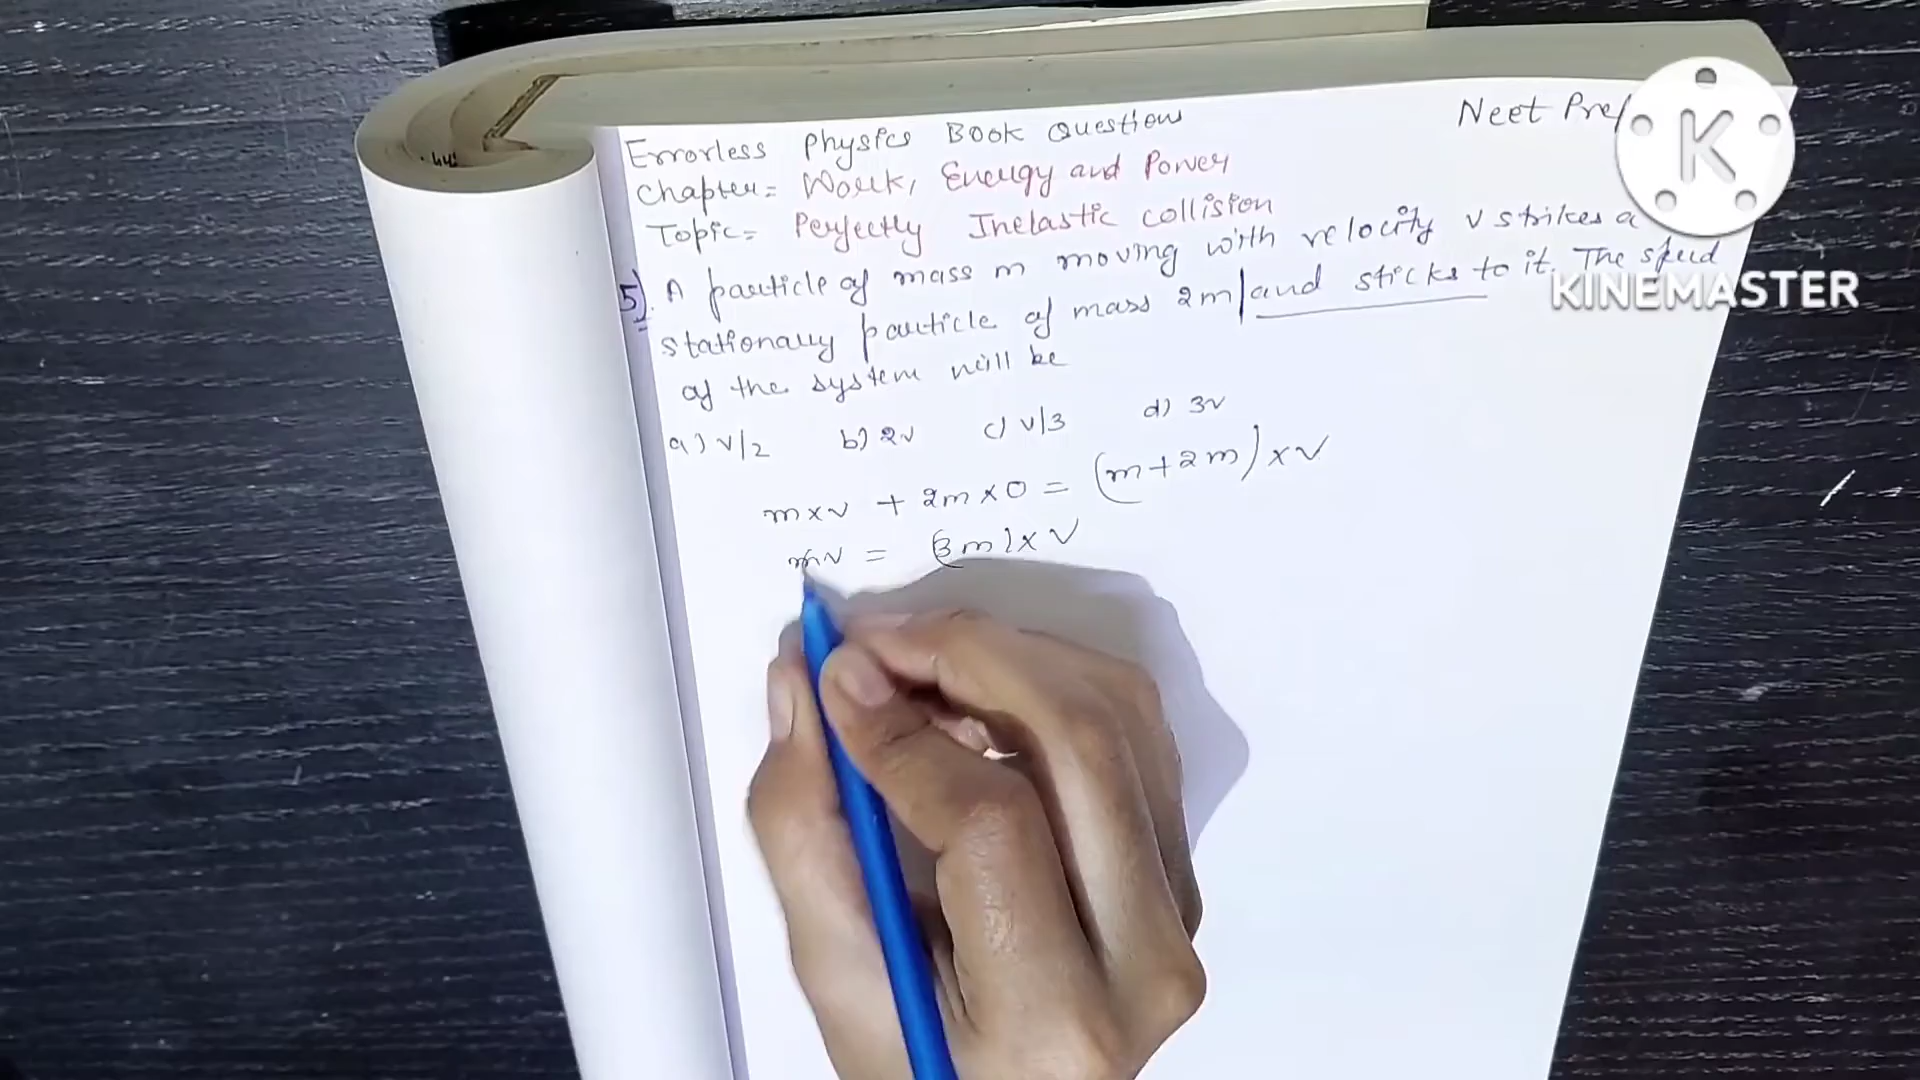 Errorless Physics Book Question
Neet Pre
Chapter= Work, Energy and Power
Topic= Perfectly Inelastic collision
5). A particle of mass m moving with velocity v strikes a
stationary particle of mass 2m and sticks to it. The speed
of the system will be
a) v/2 b) 2v c) v/3 d) 3v
m×v + 2m×0 = (m+2m)×V
mv = (3m)×V
K
KINEMASTER